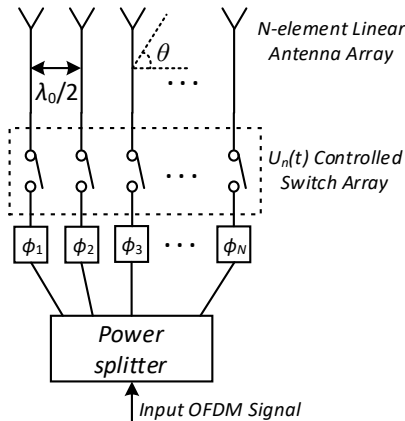 N-element Linear
Antenna Array
θ
λ₀/2
...
Uₙ(t) Controlled
Switch Array
...
ϕ₁ ϕ₂ ϕ₃ ... ϕN
Power
splitter
Input OFDM Signal